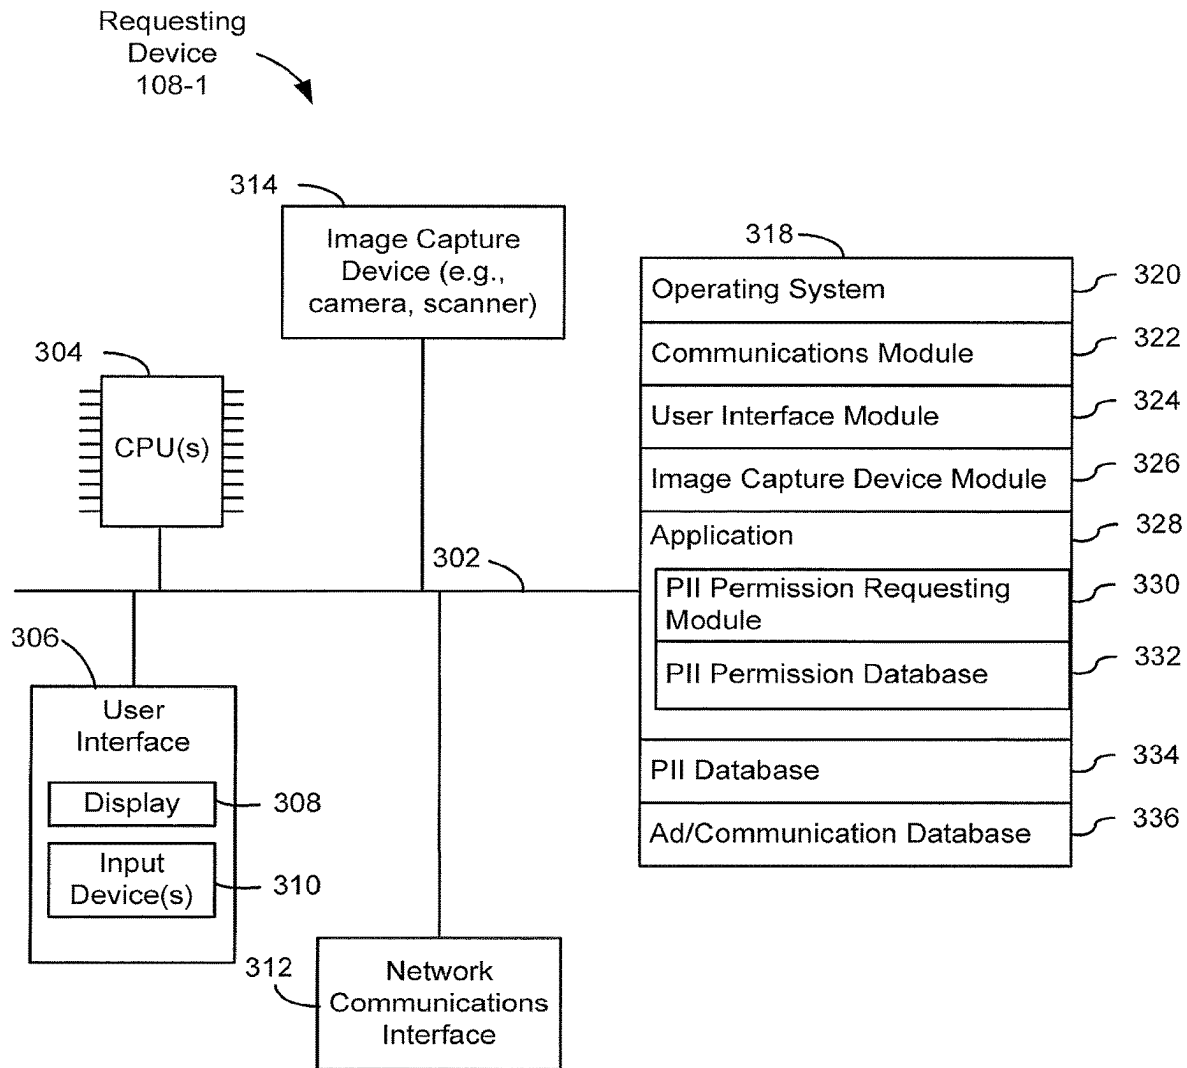 Requesting
Device
108-1
314
Image Capture
Device (e.g.,
camera, scanner)
318
Operating System
320
Communications Module
322
User Interface Module
324
Image Capture Device Module
326
Application
328
PII Permission Requesting
Module
330
PII Permission Database
332
PII Database
334
Ad/Communication Database
336
304
CPU(s)
302
306
User
Interface
Display
308
Input
Device(s)
310
312
Network
Communications
Interface